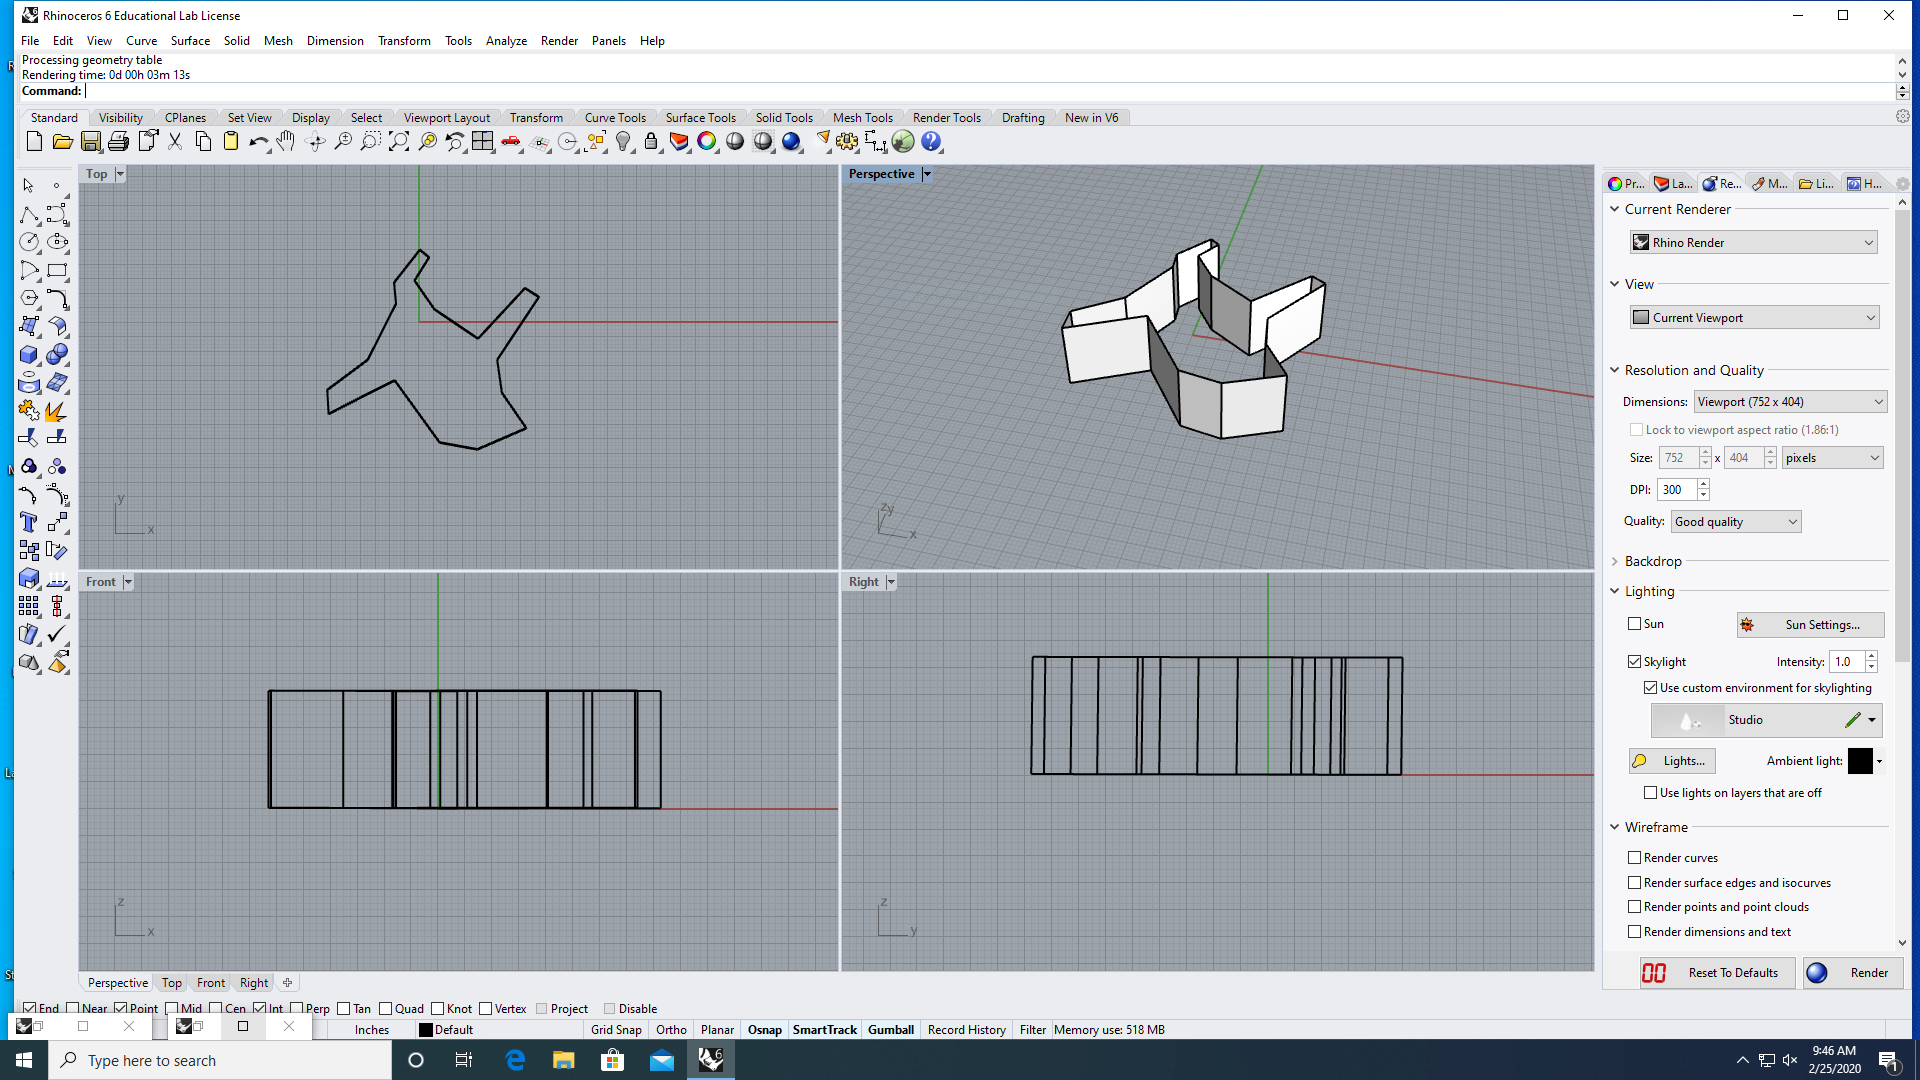 Rhinoceros 6 Educational Lab License
File Edit View Curve Surface Solid Mesh Dimension Transform Tools Analyze Render Panels Help
Processing geometry table
Rendering time: 0d 00h 03m 13s
Command:
Standard Visibility CPlanes Set View Display Select Viewport Layout Transform Curve Tools Surface Tools Solid Tools Mesh Tools Render Tools Drafting New in V6
Top
Perspective
Pr... La... Re... M... Li... H...
Current Renderer
Rhino Render
View
Current Viewport
Resolution and Quality
Dimensions: Viewport (752 x 404)
Lock to viewport aspect ratio (1.86:1)
Size: 752 x 404 pixels
DPI: 300
Quality: Good quality
y
x
zy
x
Backdrop
Front
Right
Lighting
Sun Sun Settings...
Skylight Intensity: 1.0
Use custom environment for skylighting
Studio
Lights... Ambient light:
Use lights on layers that are off
Wireframe
Render curves
Render surface edges and isocurves
Render points and point clouds
Render dimensions and text
z
x
z
y
Reset To Defaults Render
Perspective Top Front Right
End Near Point Mid Cen Int Perp Tan Quad Knot Vertex Project Disable
Inches Default Grid Snap Ortho Planar Osnap SmartTrack Gumball Record History Filter Memory use: 518 MB
Type here to search
9:46 AM
2/25/2020
1